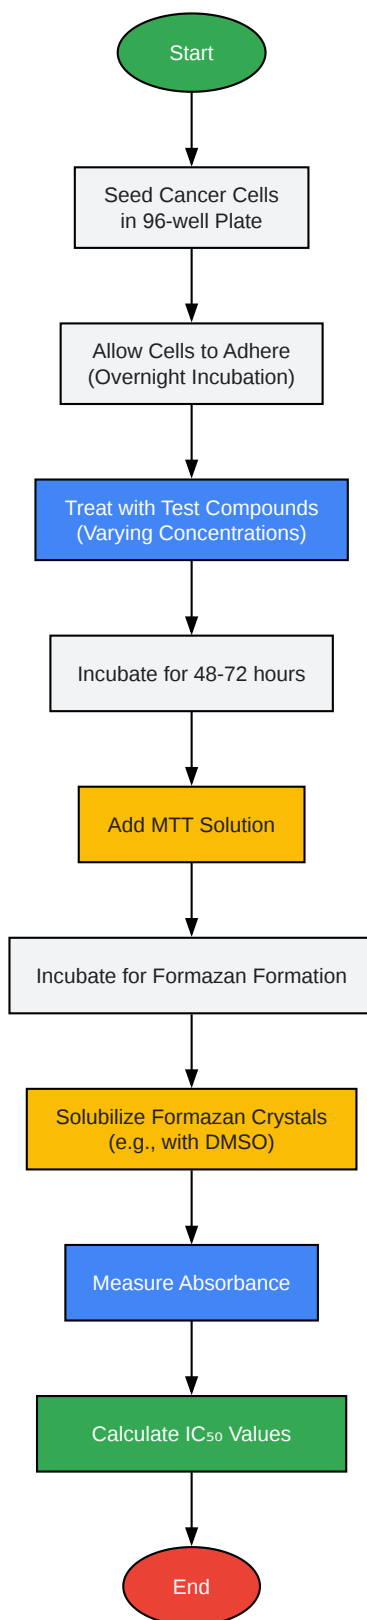 Start
Seed Cancer Cells
in 96-well Plate
Allow Cells to Adhere
(Overnight Incubation)
Treat with Test Compounds
(Varying Concentrations)
Incubate for 48-72 hours
Add MTT Solution
Incubate for Formazan Formation
Solubilize Formazan Crystals
(e.g., with DMSO)
Measure Absorbance
Calculate IC₅₀ Values
End